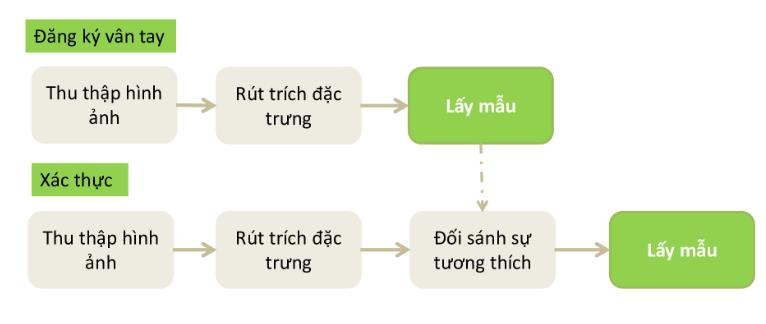 Đăng ký vân tay
Thu thập hình
ảnh
Rút trích đặc
trưng
Lấy mẫu
Xác thực
Thu thập hình
ảnh
Rút trích đặc
trưng
Đối sánh sự
tương thích
Lấy mẫu